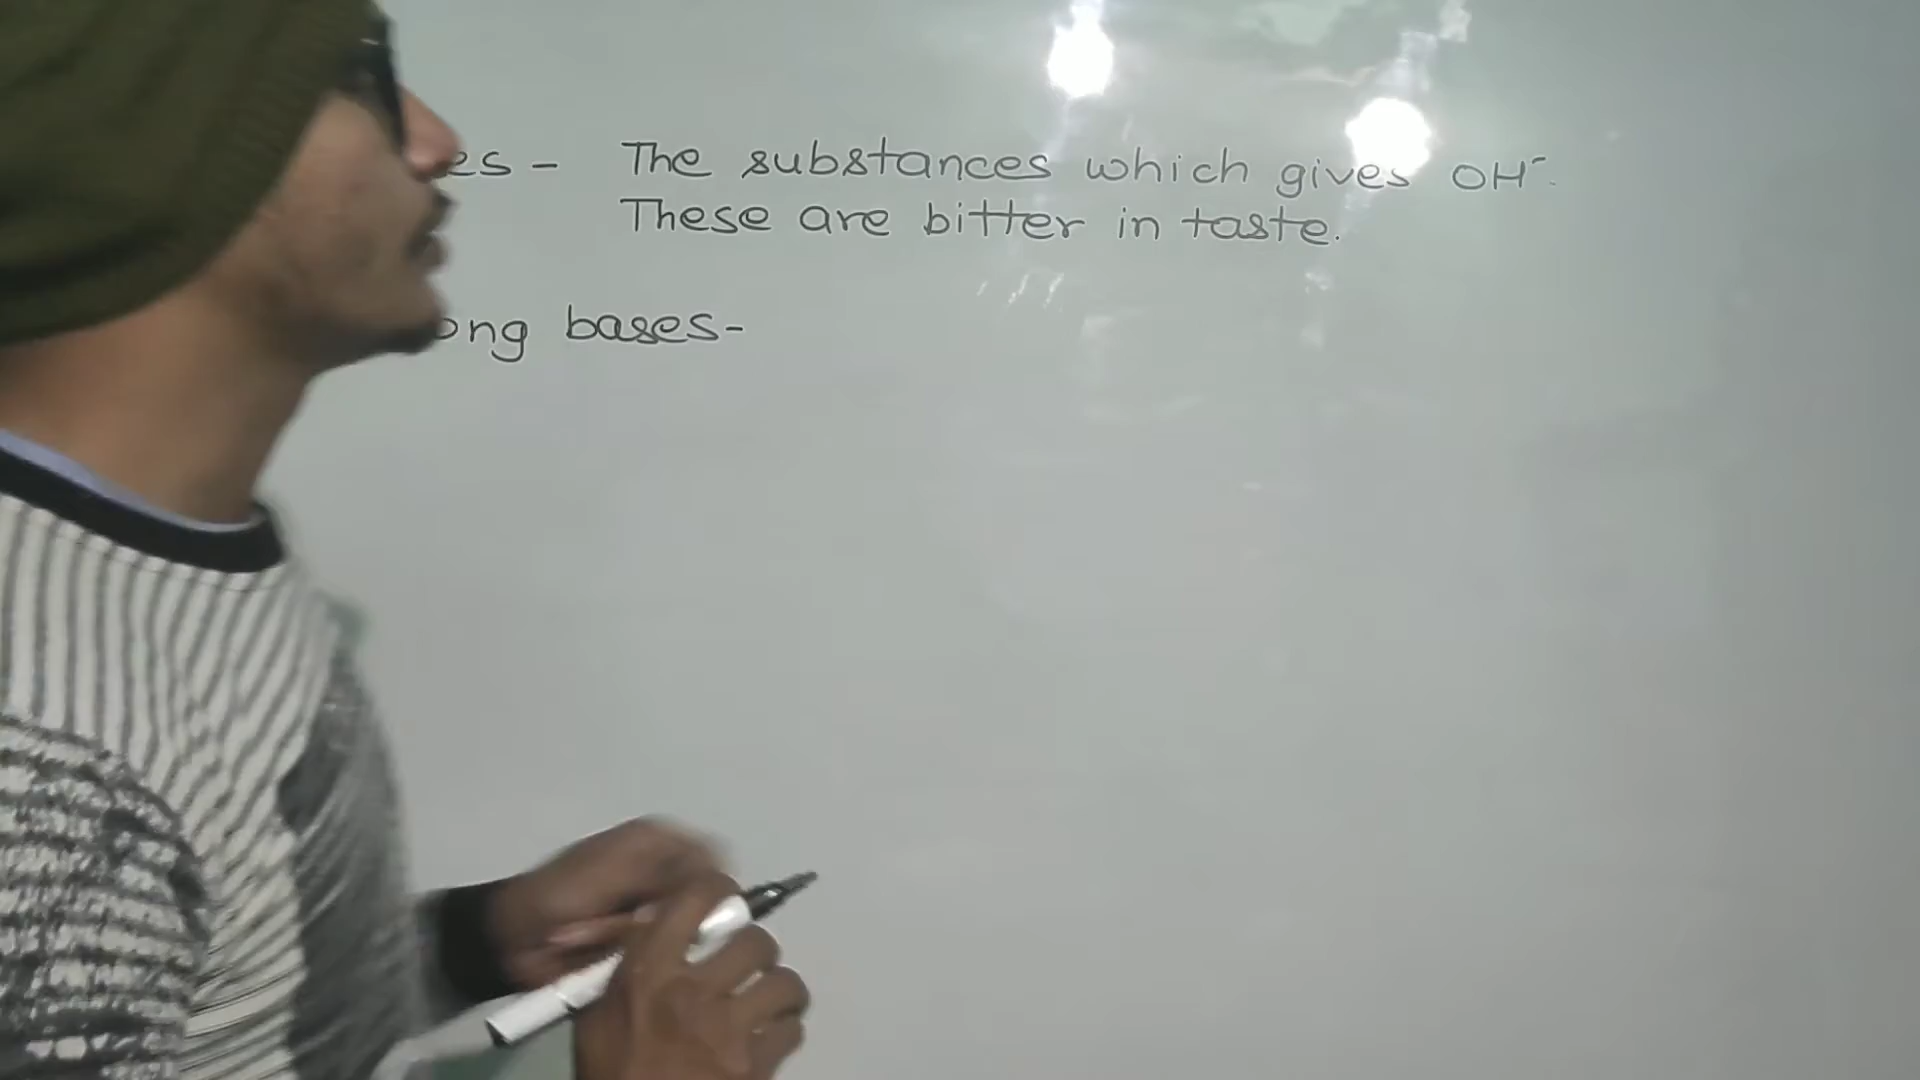 es - The substances which gives OH⁻.
These are bitter in taste.
ong bases-